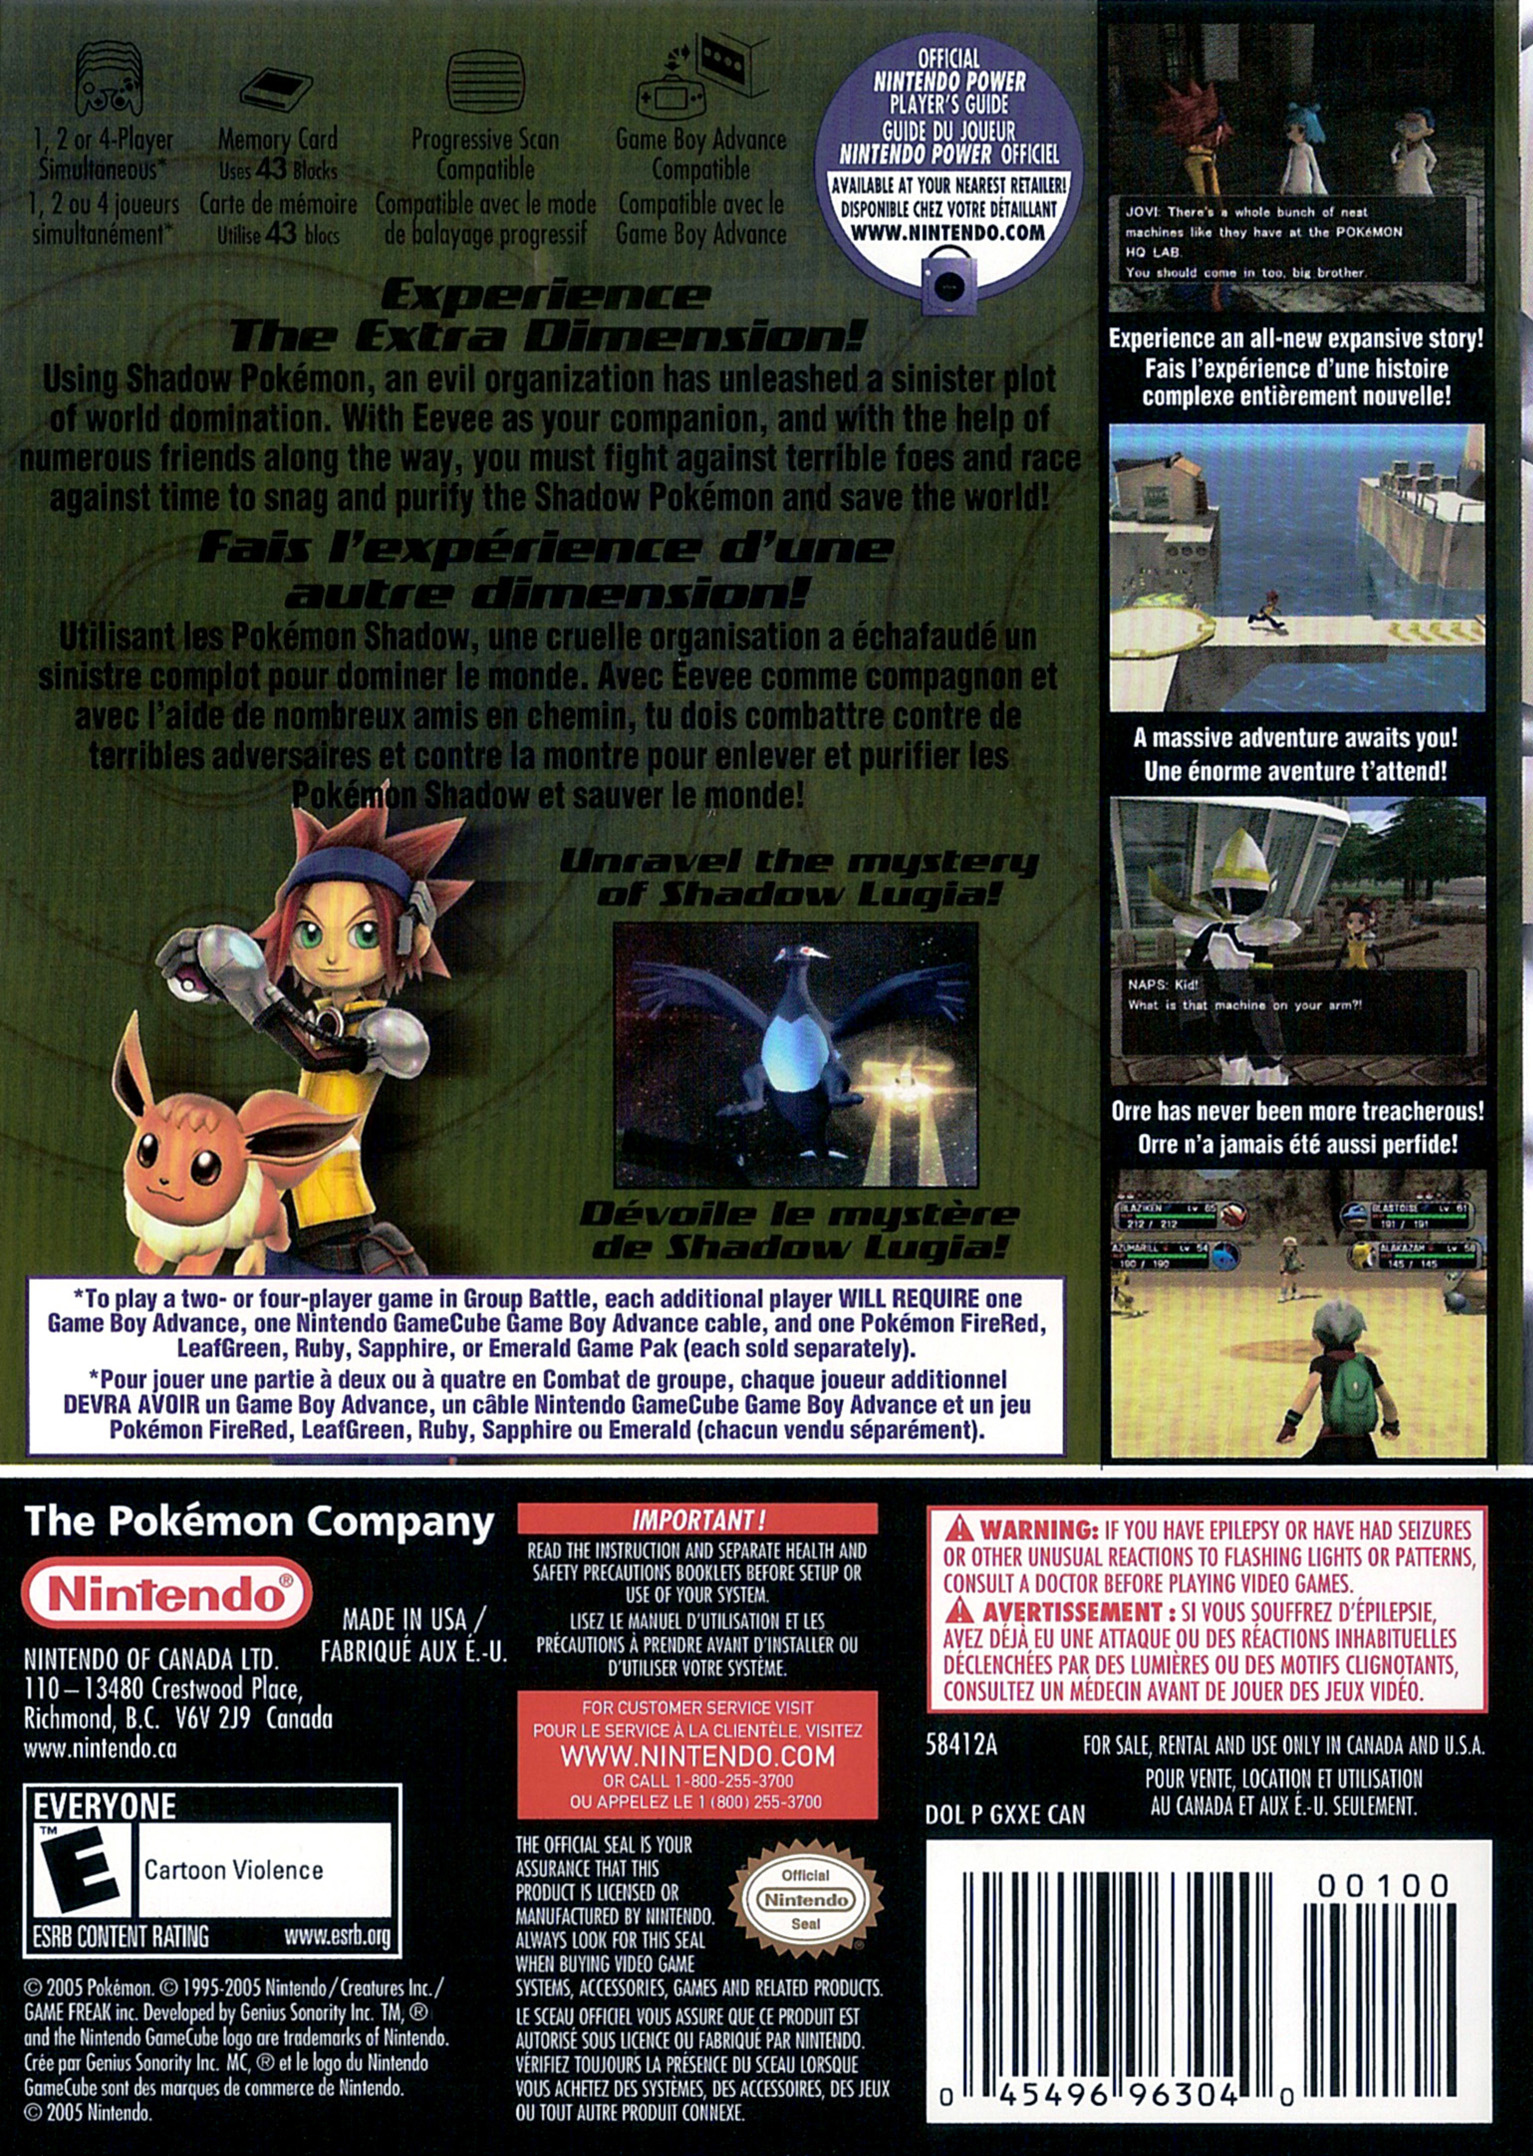 1, 2 or 4-Player
Simultaneous*
1, 2 ou 4 joueurs
simultanément*
Memory Card
Uses 43 Blocks
Carte de mémoire
Utilise 43 blocs
Progressive Scan
Compatible
Compatible avec le mode
de balayage progressif
Game Boy Advance
Compatible
Compatible avec le
Game Boy Advance
OFFICIAL
NINTENDO POWER
PLAYER'S GUIDE
GUIDE DU JOUEUR
NINTENDO POWER OFFICIEL
AVAILABLE AT YOUR NEAREST RETAILER!
DISPONIBLE CHEZ VOTRE DÉTAILLANT
WWW.NINTENDO.COM
Experience
The Extra Dimension!
Using Shadow Pokémon, an evil organization has unleashed a sinister plot
of world domination. With Eevee as your companion, and with the help of
numerous friends along the way, you must fight against terrible foes and race
against time to snag and purify the Shadow Pokémon and save the world!
Fais l'expérience d'une
autre dimension!
Utilisant les Pokémon Shadow, une cruelle organisation a échafaudé un
sinistre complot pour dominer le monde. Avec Eevee comme compagnon et
avec l'aide de nombreux amis en chemin, tu dois combattre contre de
terribles adversaires et contre la montre pour enlever et purifier les
Pokémon Shadow et sauver le monde!
Unravel the mystery
of Shadow Lugia!
Dévoile le mystère
de Shadow Lugia!
JOVI: There's a whole bunch of neat
machines like they have at the POKéMON
HQ LAB.
You should come in too, big brother.
Experience an all-new expansive story!
Fais l'expérience d'une histoire
complexe entièrement nouvelle!
A massive adventure awaits you!
Une énorme aventure t'attend!
NAPS: Kid!
What is that machine on your arm?!
Orre has never been more treacherous!
Orre n'a jamais été aussi perfide!
BLAZIKEN Lv 65
212 / 212
BLASTOISE Lv 61
191 / 191
AZUMARILL Lv 54
190 / 190
ALAKAZAM Lv 58
145 / 145
*To play a two- or four-player game in Group Battle, each additional player WILL REQUIRE one
Game Boy Advance, one Nintendo GameCube Game Boy Advance cable, and one Pokémon FireRed,
LeafGreen, Ruby, Sapphire, or Emerald Game Pak (each sold separately).
*Pour jouer une partie à deux ou à quatre en Combat de groupe, chaque joueur additionnel
DEVRA AVOIR un Game Boy Advance, un câble Nintendo GameCube Game Boy Advance et un jeu
Pokémon FireRed, LeafGreen, Ruby, Sapphire ou Emerald (chacun vendu séparément).
The Pokémon Company
Nintendo®
MADE IN USA /
FABRIQUÉ AUX É.-U.
NINTENDO OF CANADA LTD.
110 – 13480 Crestwood Place,
Richmond, B.C. V6V 2J9 Canada
www.nintendo.ca
EVERYONE
E™
Cartoon Violence
ESRB CONTENT RATING www.esrb.org
© 2005 Pokémon. © 1995-2005 Nintendo/Creatures Inc./
GAME FREAK inc. Developed by Genius Sonority Inc. TM, ®
and the Nintendo GameCube logo are trademarks of Nintendo.
Crée par Genius Sonority Inc. MC, ® et le logo du Nintendo
GameCube sont des marques de commerce de Nintendo.
© 2005 Nintendo.
IMPORTANT!
READ THE INSTRUCTION AND SEPARATE HEALTH AND
SAFETY PRECAUTIONS BOOKLETS BEFORE SETUP OR
USE OF YOUR SYSTEM.
LISEZ LE MANUEL D'UTILISATION ET LES
PRÉCAUTIONS À PRENDRE AVANT D'INSTALLER OU
D'UTILISER VOTRE SYSTÈME.
FOR CUSTOMER SERVICE VISIT
POUR LE SERVICE À LA CLIENTÈLE, VISITEZ
WWW.NINTENDO.COM
OR CALL 1-800-255-3700
OU APPELEZ LE 1 (800) 255-3700
THE OFFICIAL SEAL IS YOUR
ASSURANCE THAT THIS
PRODUCT IS LICENSED OR
MANUFACTURED BY NINTENDO.
ALWAYS LOOK FOR THIS SEAL
WHEN BUYING VIDEO GAME
SYSTEMS, ACCESSORIES, GAMES AND RELATED PRODUCTS.
LE SCEAU OFFICIEL VOUS ASSURE QUE CE PRODUIT EST
AUTORISÉ SOUS LICENCE OU FABRIQUÉ PAR NINTENDO.
VÉRIFIEZ TOUJOURS LA PRÉSENCE DU SCEAU LORSQUE
VOUS ACHETEZ DES SYSTÈMES, DES ACCESSOIRES, DES JEUX
OU TOUT AUTRE PRODUIT CONNEXE.
Official
Nintendo
Seal
®
WARNING: IF YOU HAVE EPILEPSY OR HAVE HAD SEIZURES
OR OTHER UNUSUAL REACTIONS TO FLASHING LIGHTS OR PATTERNS,
CONSULT A DOCTOR BEFORE PLAYING VIDEO GAMES.
AVERTISSEMENT : SI VOUS SOUFFREZ D'ÉPILEPSIE,
AVEZ DÉJÀ EU UNE ATTAQUE OU DES RÉACTIONS INHABITUELLES
DÉCLENCHÉES PAR DES LUMIÈRES OU DES MOTIFS CLIGNOTANTS,
CONSULTEZ UN MÉDECIN AVANT DE JOUER DES JEUX VIDÉO.
58412A
FOR SALE, RENTAL AND USE ONLY IN CANADA AND U.S.A.
POUR VENTE, LOCATION ET UTILISATION
AU CANADA ET AUX É.-U. SEULEMENT.
DOL P GXXE CAN
00100
0 45496 96304 0